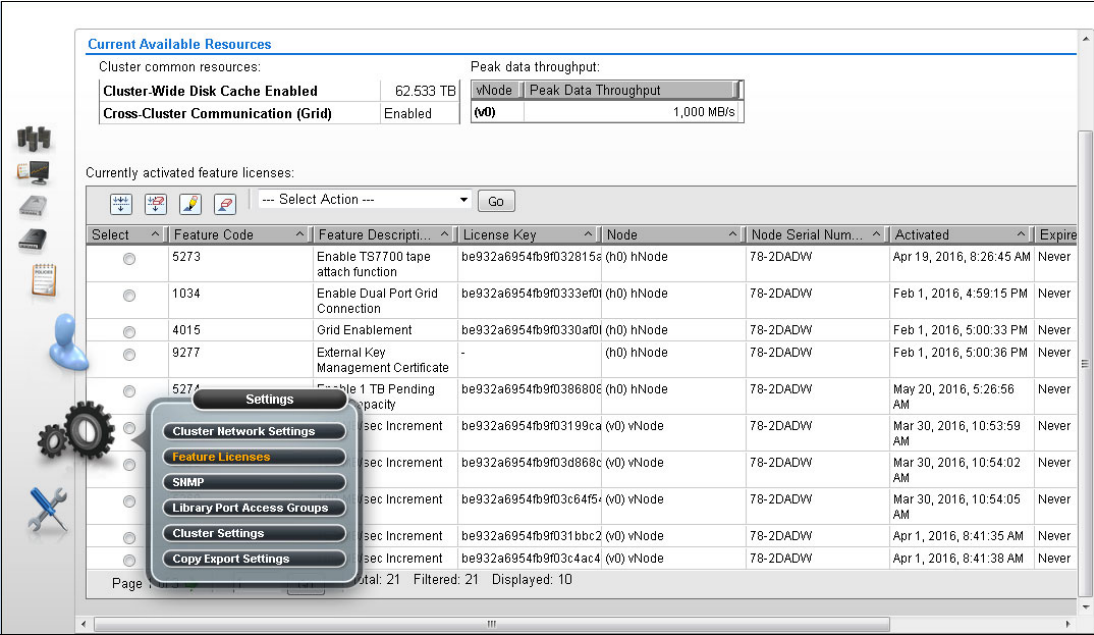 Current Available Resources
Cluster common resources:
Peak data throughput:
Cluster-Wide Disk Cache Enabled 62.533 TB
Cross-Cluster Communication (Grid) Enabled
vNode Peak Data Throughput
(v0) 1,000 MB/s
Currently activated feature licenses:
--- Select Action --- Go
Select Feature Code Feature Descripti... License Key Node Node Serial Num... Activated Expire
5273 Enable TS7700 tape attach function be932a6954fb9f032815a (h0) hNode 78-2DADW Apr 19, 2016, 8:26:45 AM Never
1034 Enable Dual Port Grid Connection be932a6954fb9f0333ef0 (h0) hNode 78-2DADW Feb 1, 2016, 4:59:15 PM Never
4015 Grid Enablement be932a6954fb9f0330af0 (h0) hNode 78-2DADW Feb 1, 2016, 5:00:33 PM Never
9277 External Key Management Certificate - (h0) hNode 78-2DADW Feb 1, 2016, 5:00:36 PM Never
5274 Enable 1 TB Pending be932a6954fb9f0386808 (h0) hNode 78-2DADW May 20, 2016, 5:26:56 AM Never
sec Increment be932a6954fb9f03199ca (v0) vNode 78-2DADW Mar 30, 2016, 10:53:59 AM Never
sec Increment be932a6954fb9f03d868c (v0) vNode 78-2DADW Mar 30, 2016, 10:54:02 AM Never
sec Increment be932a6954fb9f03c64f54 (v0) vNode 78-2DADW Mar 30, 2016, 10:54:05 AM Never
sec Increment be932a6954fb9f031bbc2 (v0) vNode 78-2DADW Apr 1, 2016, 8:41:35 AM Never
sec Increment be932a6954fb9f03c4ac4 (v0) vNode 78-2DADW Apr 1, 2016, 8:41:38 AM Never
Page 1 of 3 Total: 21 Filtered: 21 Displayed: 10
Settings
Cluster Network Settings
Feature Licenses
SNMP
Library Port Access Groups
Cluster Settings
Copy Export Settings
POLICIES